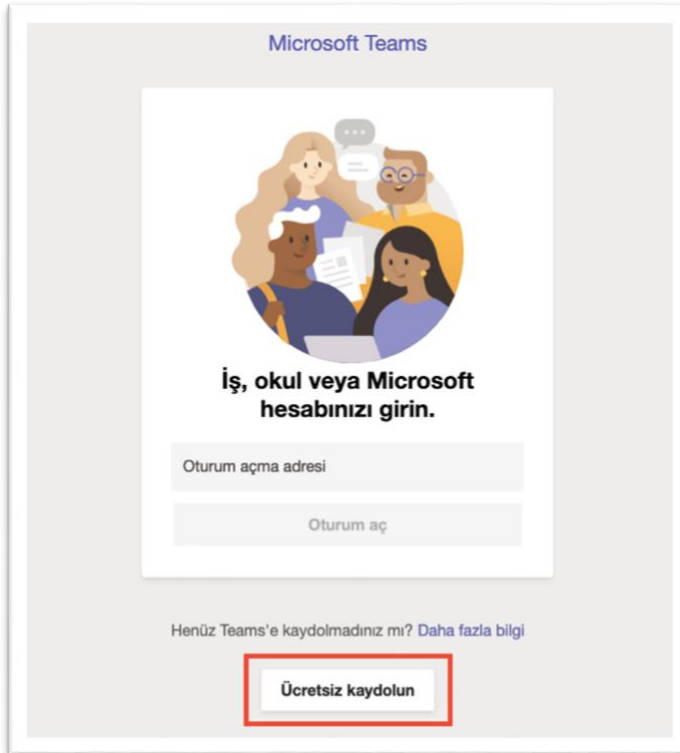 Microsoft Teams
İş, okul veya Microsoft
hesabınızı girin.
Oturum açma adresi
Oturum aç
Henüz Teams'e kaydolmadınız mı? Daha fazla bilgi
Ücretsiz kaydolun